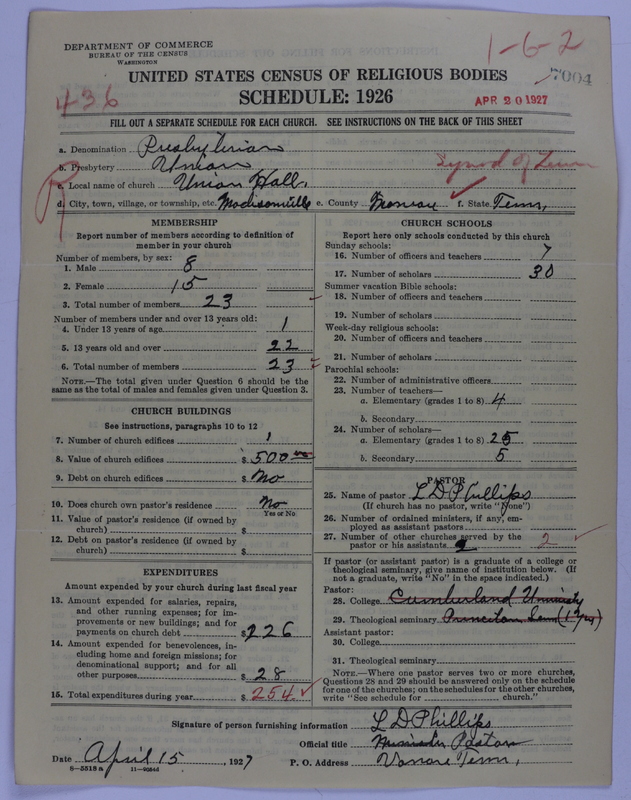 DEPARTMENT OF COMMERCE
BUREAU OF THE CENSUS
WASHINGTON
1-6-2
UNITED STATES CENSUS OF RELIGIOUS BODIES
7004
436
SCHEDULE: 1926
APR 20 1927
FILL OUT A SEPARATE SCHEDULE FOR EACH CHURCH. SEE INSTRUCTIONS ON THE BACK OF THIS SHEET
a. Denomination Presbyterian
b. Presbytery Union
Synod of Tenn
c. Local name of church Union Hall,
d. City, town, village, or township, etc. Madisonville e. County Monroe f. State Tenn,
MEMBERSHIP
Report number of members according to definition of member in your church
Number of members, by sex:
1. Male 8
2. Female 15
3. Total number of members 23
Number of members under and over 13 years old:
4. Under 13 years of age 1
5. 13 years old and over 22
6. Total number of members 23
NOTE.—The total given under Question 6 should be the same as the total of males and females given under Question 3.
CHURCH BUILDINGS
See instructions, paragraphs 10 to 12
7. Number of church edifices 1
8. Value of church edifices $ 500 00
9. Debt on church edifices $ No
10. Does church own pastor's residence No
Yes or No
11. Value of pastor's residence (if owned by church) $
12. Debt on pastor's residence (if owned by church) $
EXPENDITURES
Amount expended by your church during last fiscal year
13. Amount expended for salaries, repairs, and other running expenses; for improvements or new buildings; and for payments on church debt $ 226
14. Amount expended for benevolences, including home and foreign missions; for denominational support; and for all other purposes $ 28
15. Total expenditures during year $ 254
CHURCH SCHOOLS
Report here only schools conducted by this church
Sunday schools:
16. Number of officers and teachers 7
17. Number of scholars 30
Summer vacation Bible schools:
18. Number of officers and teachers
19. Number of scholars
Week-day religious schools:
20. Number of officers and teachers
21. Number of scholars
Parochial schools:
22. Number of administrative officers
23. Number of teachers—
a. Elementary (grades 1 to 8) 4
b. Secondary
24. Number of scholars—
a. Elementary (grades 1 to 8) 25
b. Secondary 5
PASTOR
25. Name of pastor L D Phillips
(If church has no pastor, write "None")
26. Number of ordained ministers, if any, employed as assistant pastors
27. Number of other churches served by the pastor or his assistants 2
If pastor (or assistant pastor) is a graduate of a college or theological seminary, give name of institution below. (If not a graduate, write "No" in the space indicated.)
Pastor:
28. College Cumberland University
29. Theological seminary Princeton Sem (1 yr)
Assistant pastor:
30. College
31. Theological seminary
NOTE.—Where one pastor serves two or more churches, Questions 28 and 29 should be answered only on the schedule for one of the churches; on the schedules for the other churches, write "See schedule for church."
Signature of person furnishing information L D Phillips
Official title Minister Pastor
Date April 15, 1927 P. O. Address Vonore Tenn,
8-5518 a